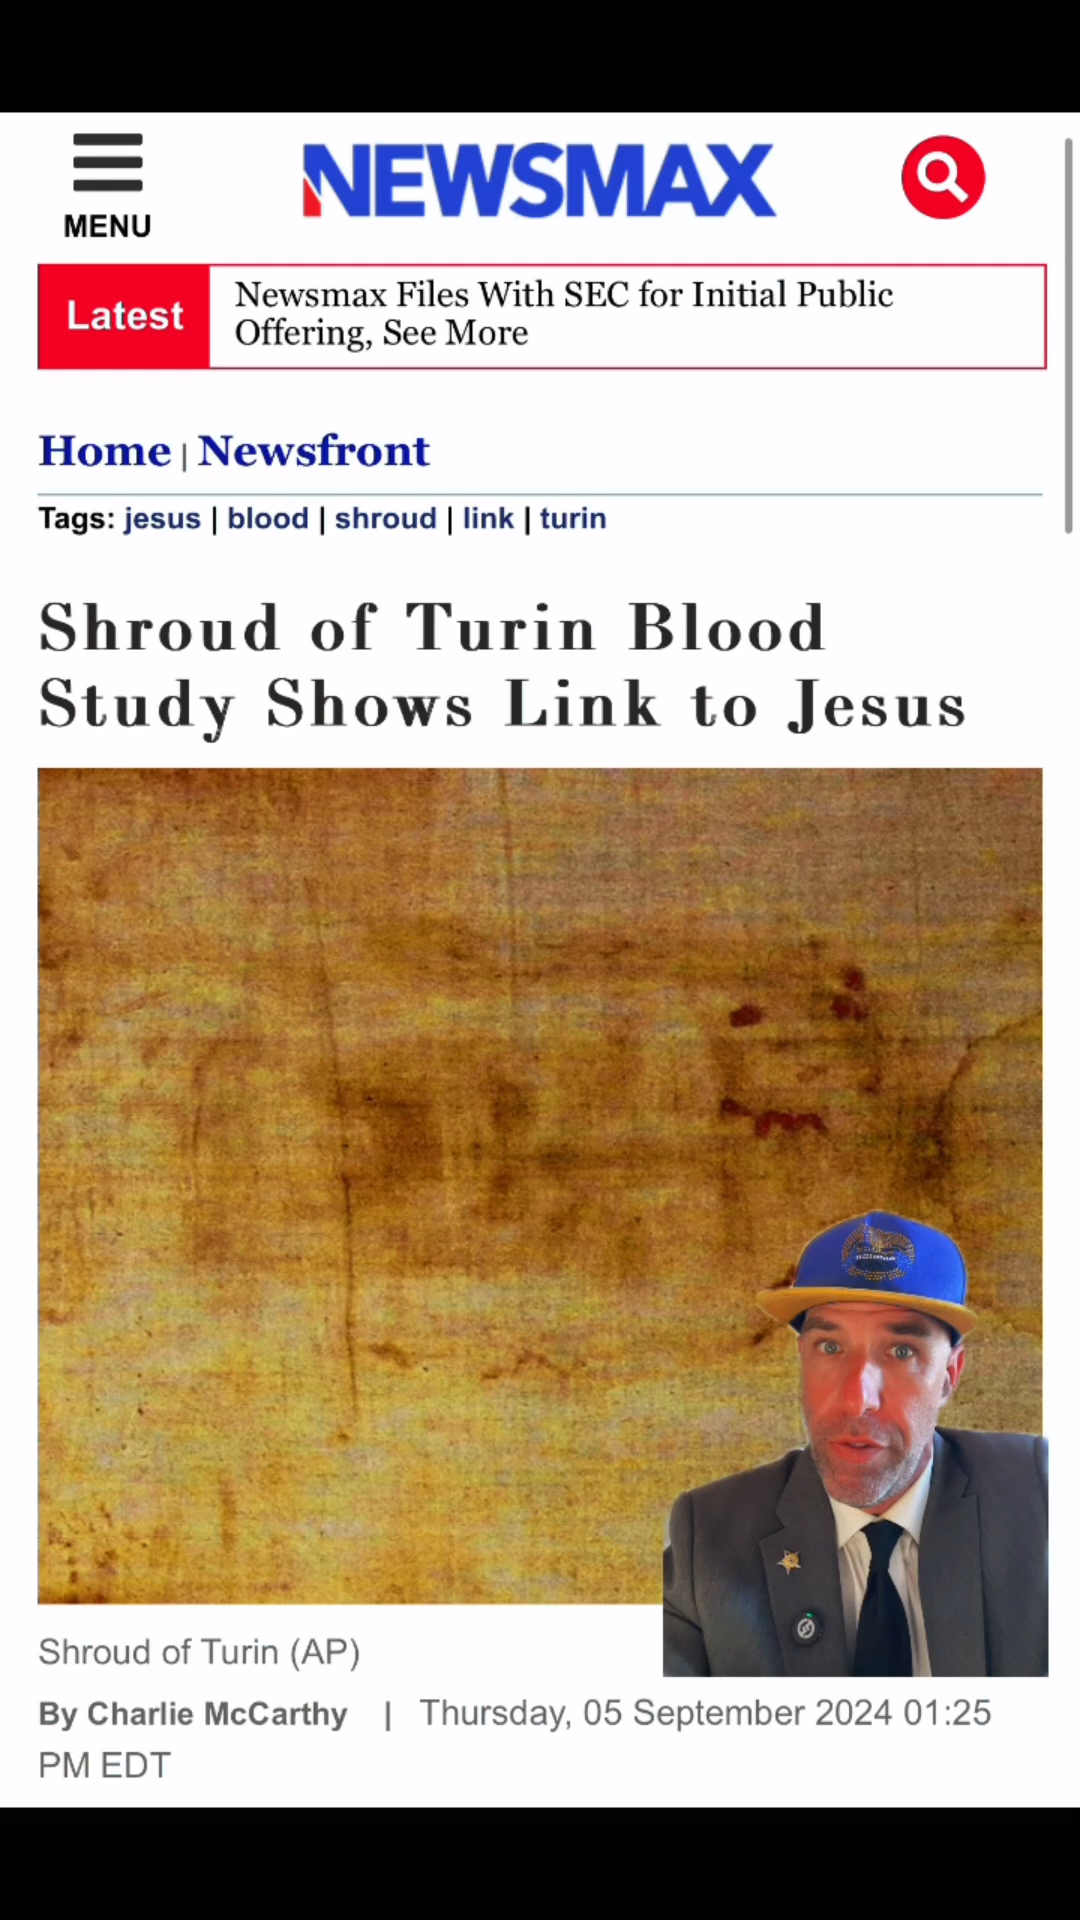 NEWSMAX
MENU
Latest
Newsmax Files With SEC for Initial Public
Offering, See More
Home | Newsfront
Tags: jesus | blood | shroud | link | turin
Shroud of Turin Blood
Study Shows Link to Jesus
Shroud of Turin (AP)
By Charlie McCarthy | Thursday, 05 September 2024 01:25
PM EDT